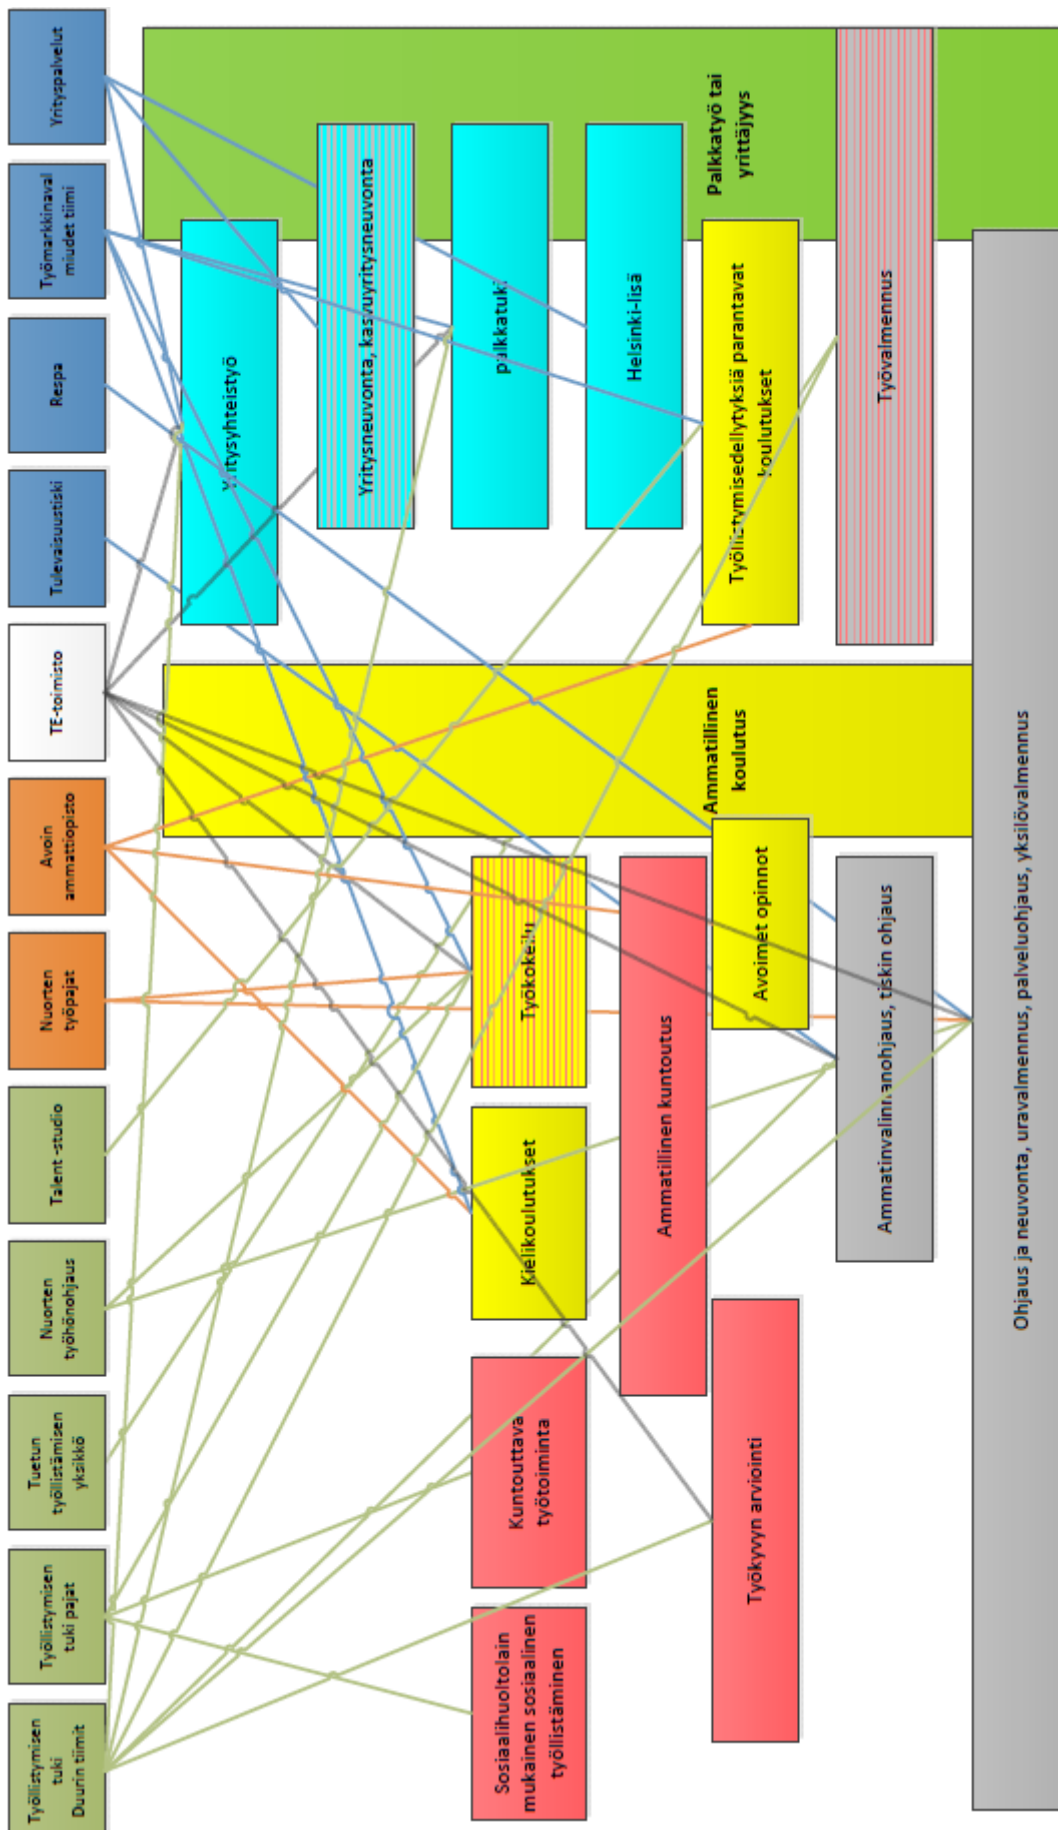 Työllistymisen
tuki
Duurin tiimit
Työllistymisen
tuki pajat
Tuetun
työllistämisen
yksikkö
Nuorten
työhönohjaus
Talent -studio
Nuorten
työpajat
Avoin
ammattiopisto
TE-toimisto
Tulevaisuustiski
Respa
Työmarkkinaval
miudet tiimi
Yrityspalvelut
Sosiaalihuoltolain
mukainen sosiaalinen
työllistäminen
Kuntouttava
työtoiminta
Kielikoulutukset
Työkokeilu
Ammatillinen
koulutus
Yritysyhteistyö
Yritysneuvonta, kasvuyritysneuvonta
palkkatuki
Helsinki-lisä
Palkkatyö tai
yrittäjyys
Ammatillinen kuntoutus
Työkyvyn arviointi
Avoimet opinnot
Työllistymisedellytyksiä parantavat
koulutukset
Ammatinvalinnanohjaus, tiskin ohjaus
Työvalmennus
Ohjaus ja neuvonta, uravalmennus, palveluohjaus, yksilövalmennus